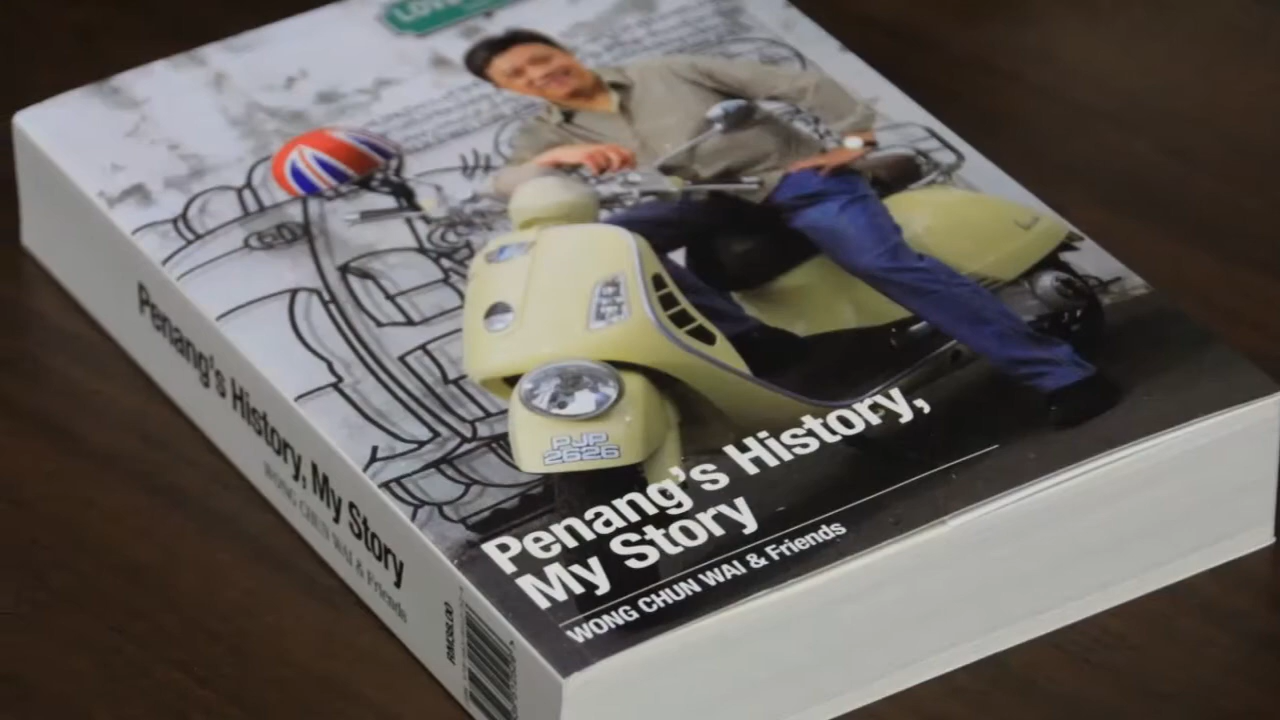 PJP
2626
Penang's History,
My Story
WONG CHUN WAI & Friends
Penang's History, My Story
WONG CHUN WAI & Friends